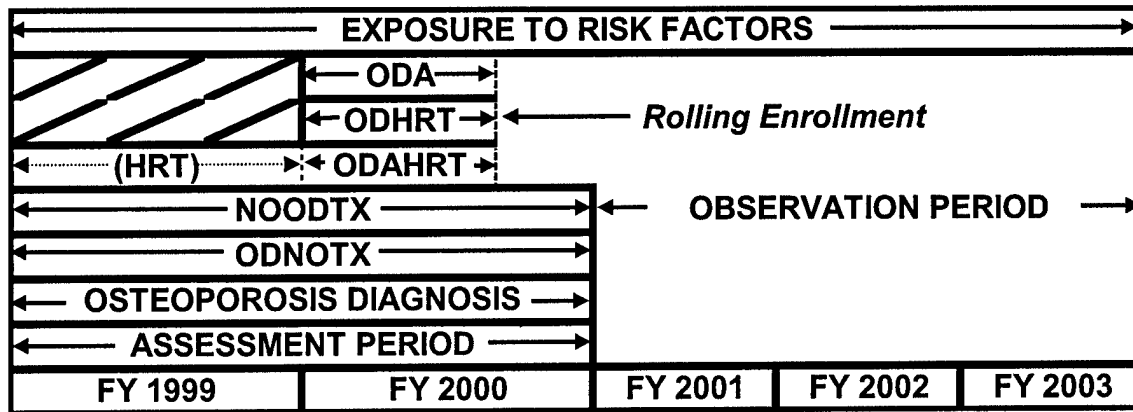 EXPOSURE TO RISK FACTORS
ODA
ODHRT
Rolling Enrollment
(HRT)
ODAHRT
NOODTX
OBSERVATION PERIOD
ODNOTX
OSTEOPOROSIS DIAGNOSIS
ASSESSMENT PERIOD
FY 1999 FY 2000 FY 2001 FY 2002 FY 2003